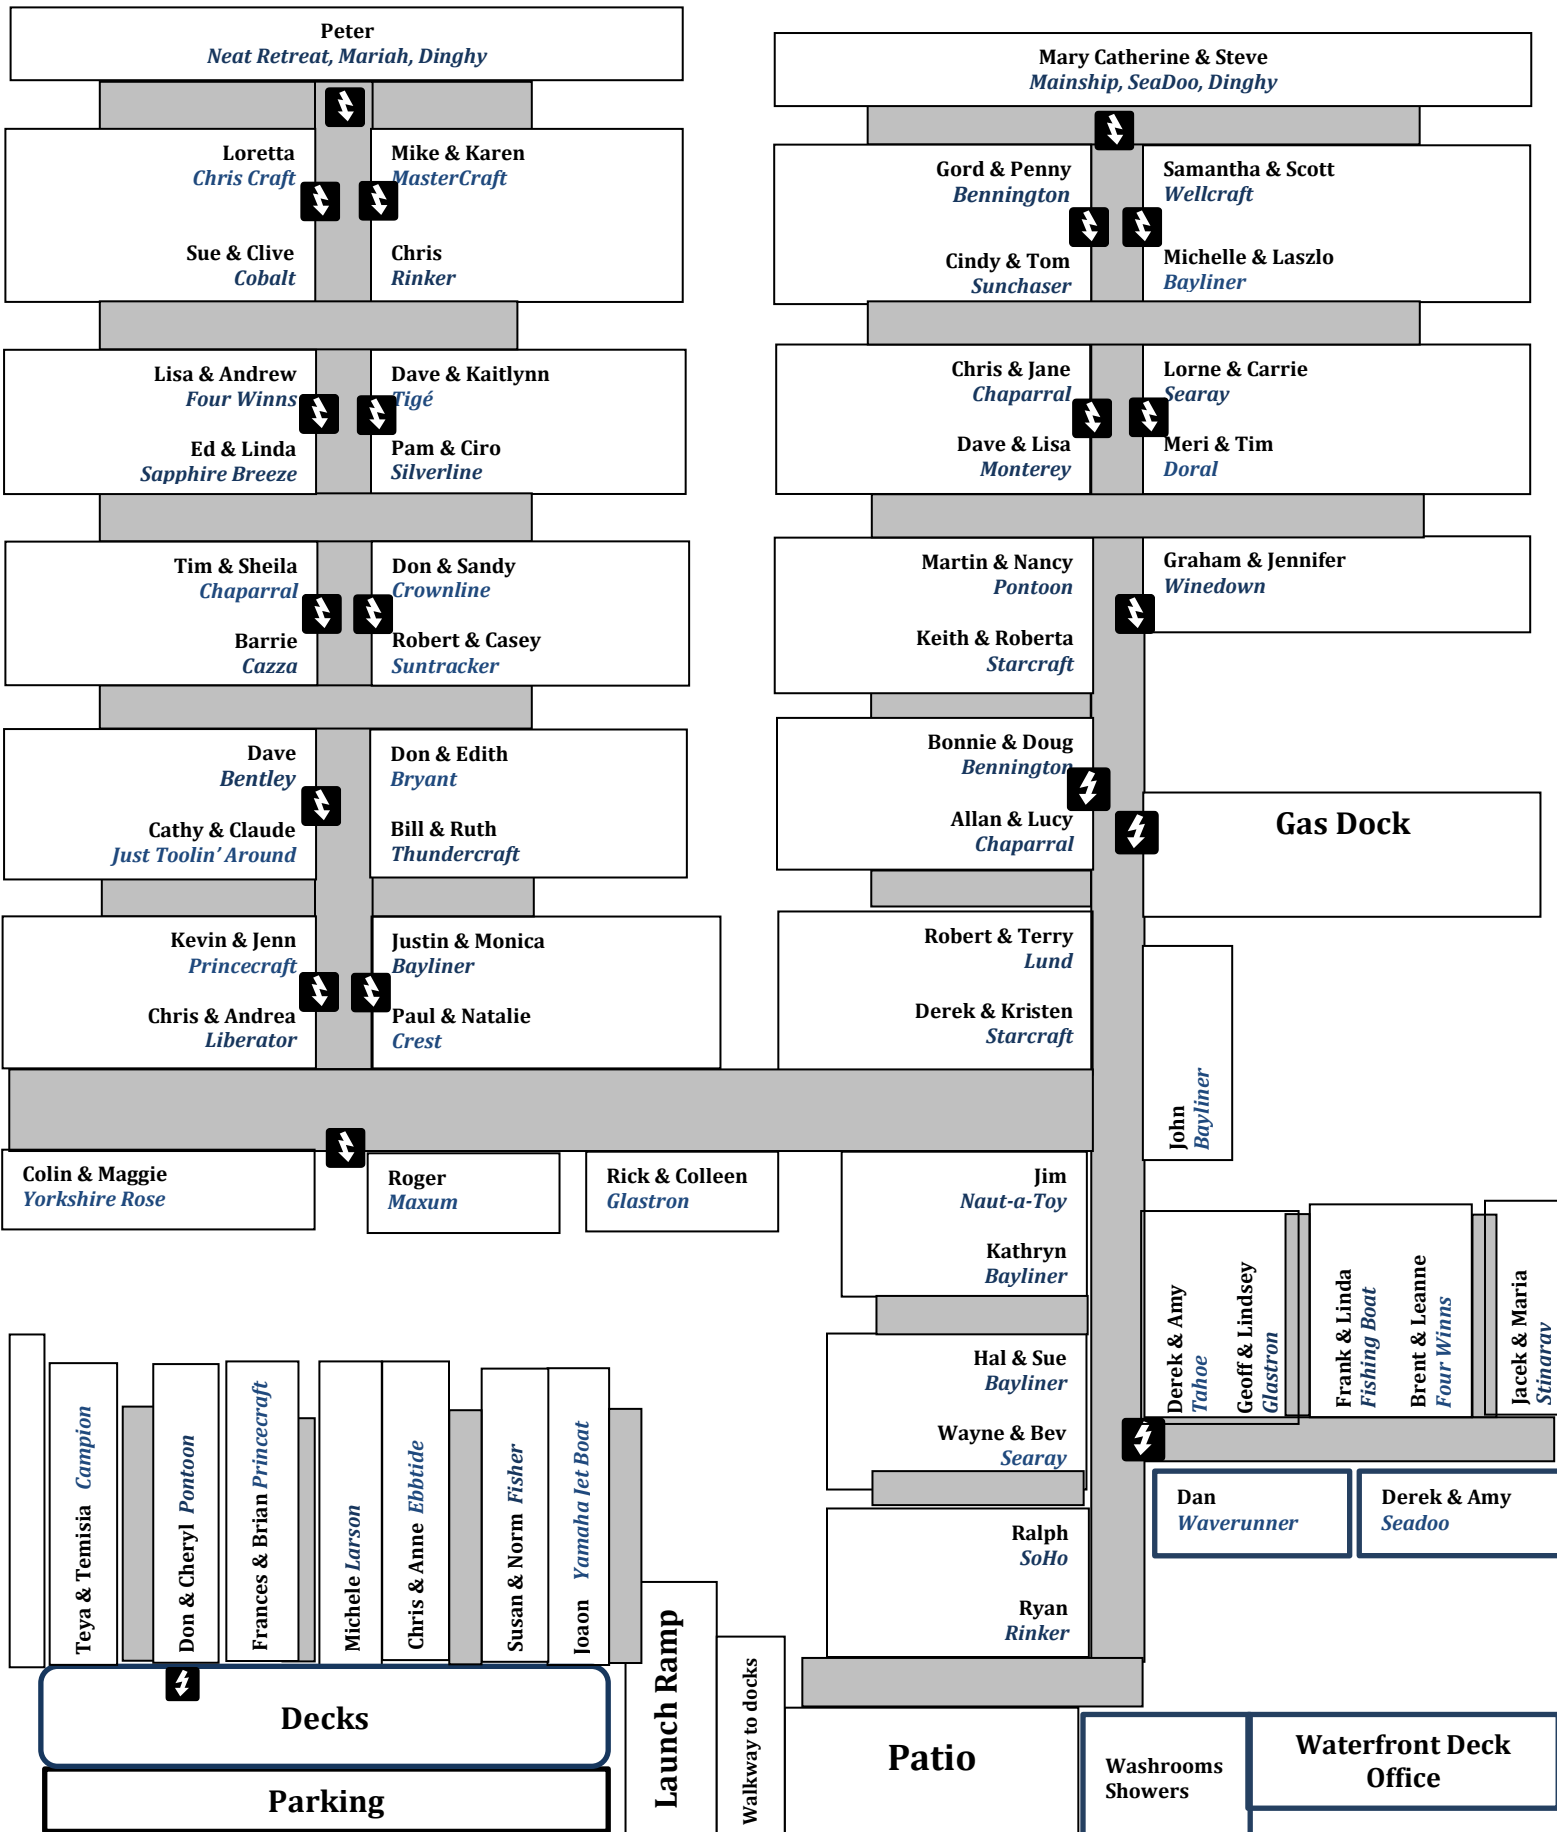 Peter
Neat Retreat, Mariah, Dinghy
Mary Catherine & Steve
Mainship, SeaDoo, Dinghy
Loretta
Chris Craft
Mike & Karen
MasterCraft
Sue & Clive
Cobalt
Chris
Rinker
Gord & Penny
Bennington
Samantha & Scott
Wellcraft
Cindy & Tom
Sunchaser
Michelle & Laszlo
Bayliner
Lisa & Andrew
Four Winns
Dave & Kaitlynn
Tigé
Ed & Linda
Sapphire Breeze
Pam & Ciro
Silverline
Chris & Jane
Chaparral
Lorne & Carrie
Searay
Dave & Lisa
Monterey
Meri & Tim
Doral
Tim & Sheila
Chaparral
Don & Sandy
Crownline
Barrie
Cazza
Robert & Casey
Suntracker
Martin & Nancy
Pontoon
Graham & Jennifer
Winedown
Keith & Roberta
Starcraft
Dave
Bentley
Don & Edith
Bryant
Cathy & Claude
Just Toolin’ Around
Bill & Ruth
Thundercraft
Bonnie & Doug
Bennington
Allan & Lucy
Chaparral
Gas Dock
Kevin & Jenn
Princecraft
Justin & Monica
Bayliner
Chris & Andrea
Liberator
Paul & Natalie
Crest
Robert & Terry
Lund
Derek & Kristen
Starcraft
John
Bayliner
Colin & Maggie
Yorkshire Rose
Roger
Maxum
Rick & Colleen
Glastron
Jim
Naut-a-Toy
Kathryn
Bayliner
Hal & Sue
Bayliner
Wayne & Bev
Searay
Ralph
SoHo
Ryan
Rinker
Derek & Amy
Tahoe
Geoff & Lindsey
Glastron
Frank & Linda
Fishing Boat
Brent & Leanne
Four Winns
Jacek & Maria
Stingray
Dan
Waverunner
Derek & Amy
Seadoo
Teya & Temisia Campion
Don & Cheryl Pontoon
Frances & Brian Princecraft
Michele Larson
Chris & Anne Ebbtide
Susan & Norm Fisher
Joaon Yamaha Jet Boat
Decks
Parking
Launch Ramp
Walkway to docks
Patio
Washrooms
Showers
Waterfront Deck
Office